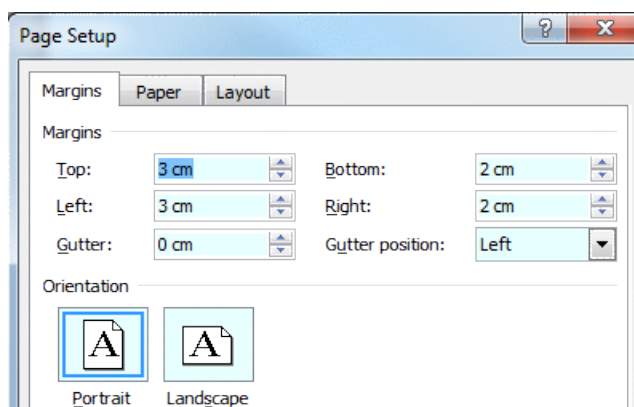 Page Setup ? X
Margins Paper Layout
Margins
Top: 3 cm Bottom: 2 cm
Left: 3 cm Right: 2 cm
Gutter: 0 cm Gutter position: Left
Orientation
A A
Portrait Landscape